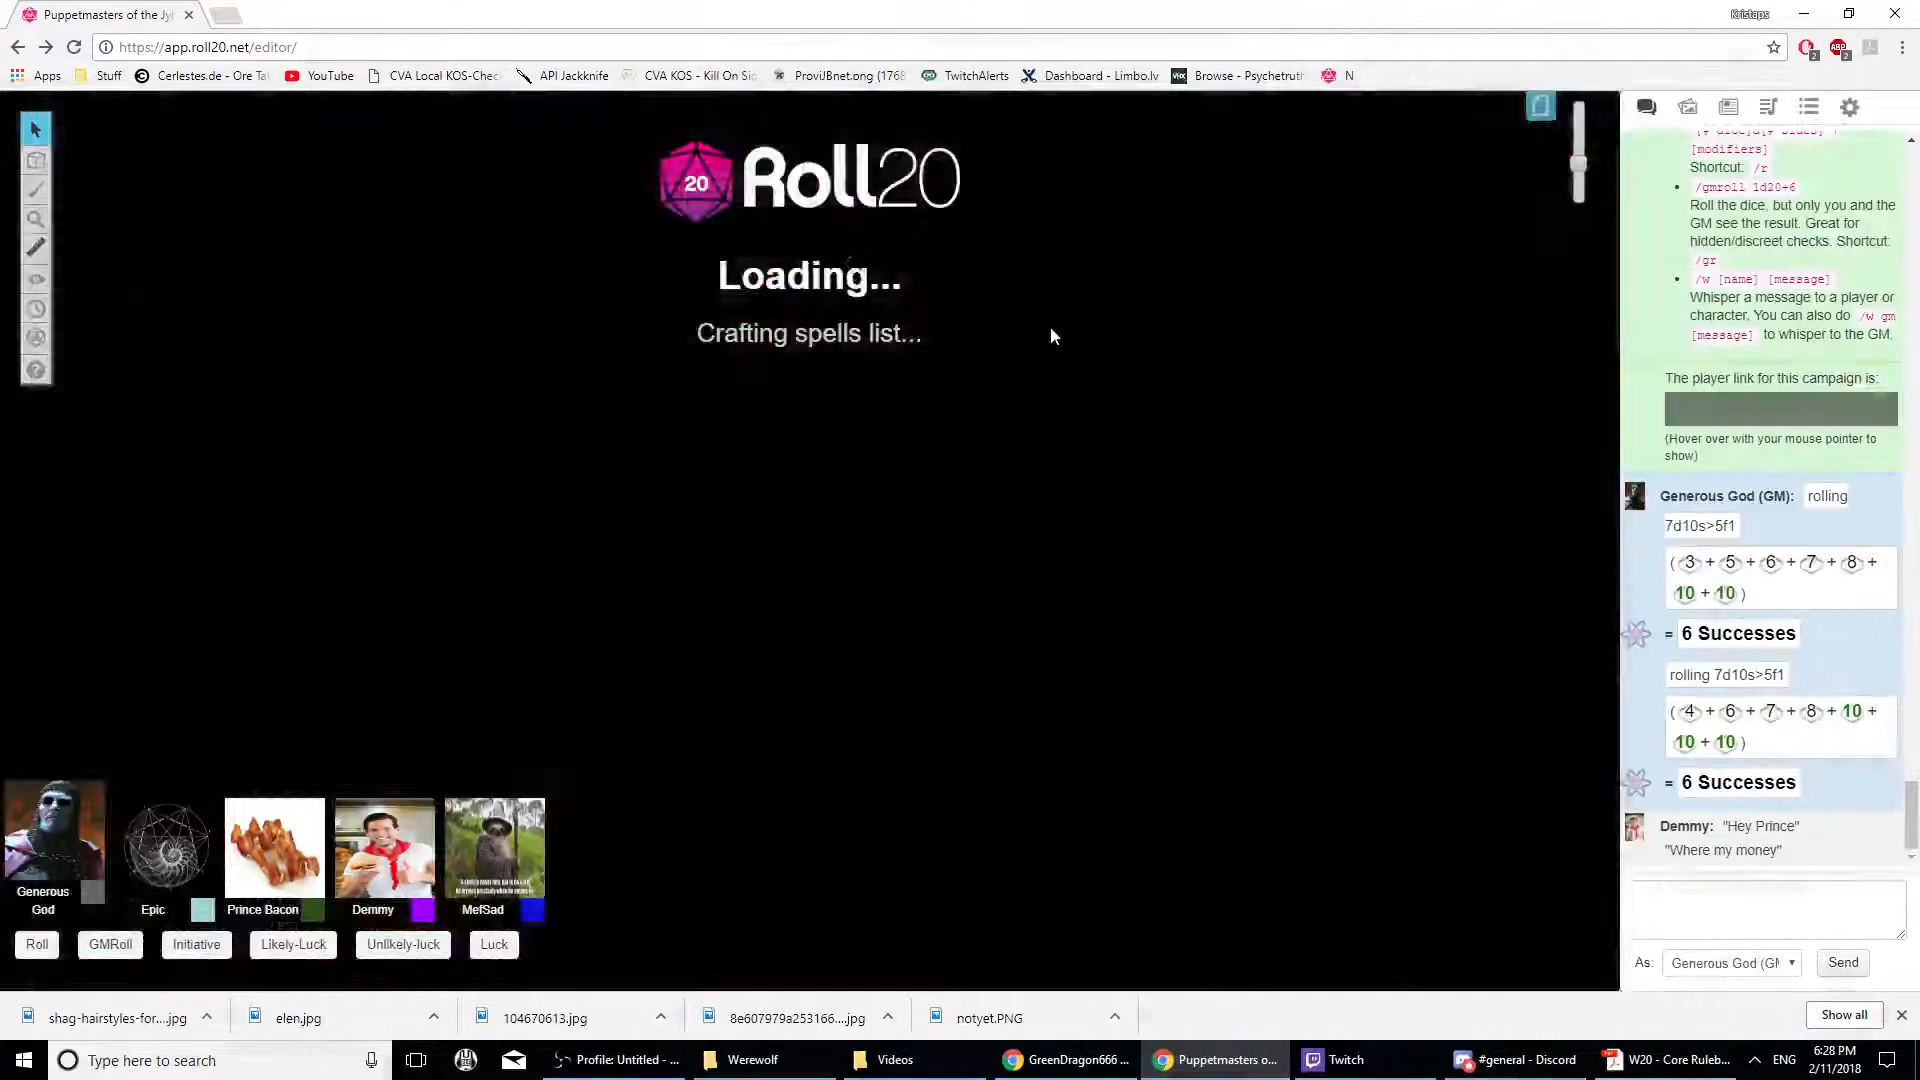 Puppetmasters of the Jyl
Kristaps
https://app.roll20.net/editor/
Apps
Stuff
Cerlestes.de - Ore Ta
YouTube
CVA Local KOS-Chec
API Jackknife
CVA KOS - Kill On Sig
ProviJBnet.ong (1768
TwitchAlerts
Dashboard - Limbo.lv
VHX
Browse - Psychetruth
N
ABP
2
2
20
Roll20
Loading...
Crafting spells list...
[modifiers]
Shortcut: /r
/gmroll 1d20+6
Roll the dice, but only you and the
GM see the result. Great for
hidden/discreet checks. Shortcut:
/gr
/w [name] [message]
Whisper a message to a player or
character. You can also do /w gm
[message] to whisper to the GM.
The player link for this campaign is:
(Hover over with your mouse pointer to
show)
Generous God (GM): rolling
7d10s>5f1
( 3 + 5 + 6 + 7 + 8 +
10 + 10 )
= 6 Successes
rolling 7d10s>5f1
( 4 + 6 + 7 + 8 + 10 +
10 + 10 )
= 6 Successes
Demmy: "Hey Prince"
"Where my money"
As: Generous God (GM
Send
Generous
God
Epic
Prince Bacon
Demmy
MefSad
Roll
GMRoll
Initiative
Likely-Luck
Unlikely-luck
Luck
shag-hairstyles-for....jpg
elen.jpg
104670613.jpg
8e607979a253166....jpg
notyet.PNG
Show all
Type here to search
Profile: Untitled - ...
Werewolf
Videos
GreenDragon666 ...
Puppetmasters o...
Twitch
#general - Discord
W20 - Core Ruleb...
ENG
6:28 PM
2/11/2018